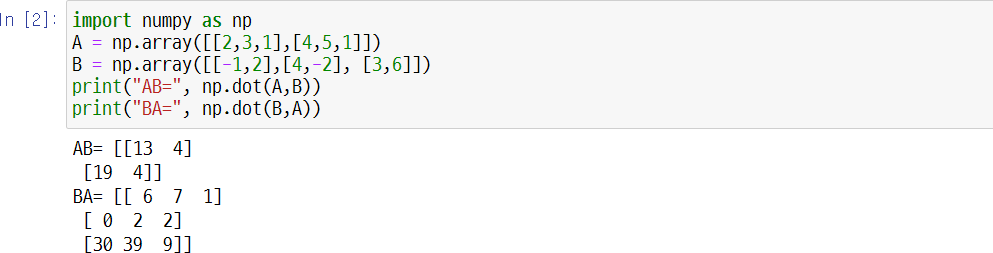 In [2]: import numpy as np
A = np.array([[2,3,1],[4,5,1]])
B = np.array([[-1,2],[4,-2], [3,6]])
print("AB=", np.dot(A,B))
print("BA=", np.dot(B,A))
AB= [[13  4]
 [19  4]]
BA= [[ 6  7  1]
 [ 0  2  2]
 [30 39  9]]